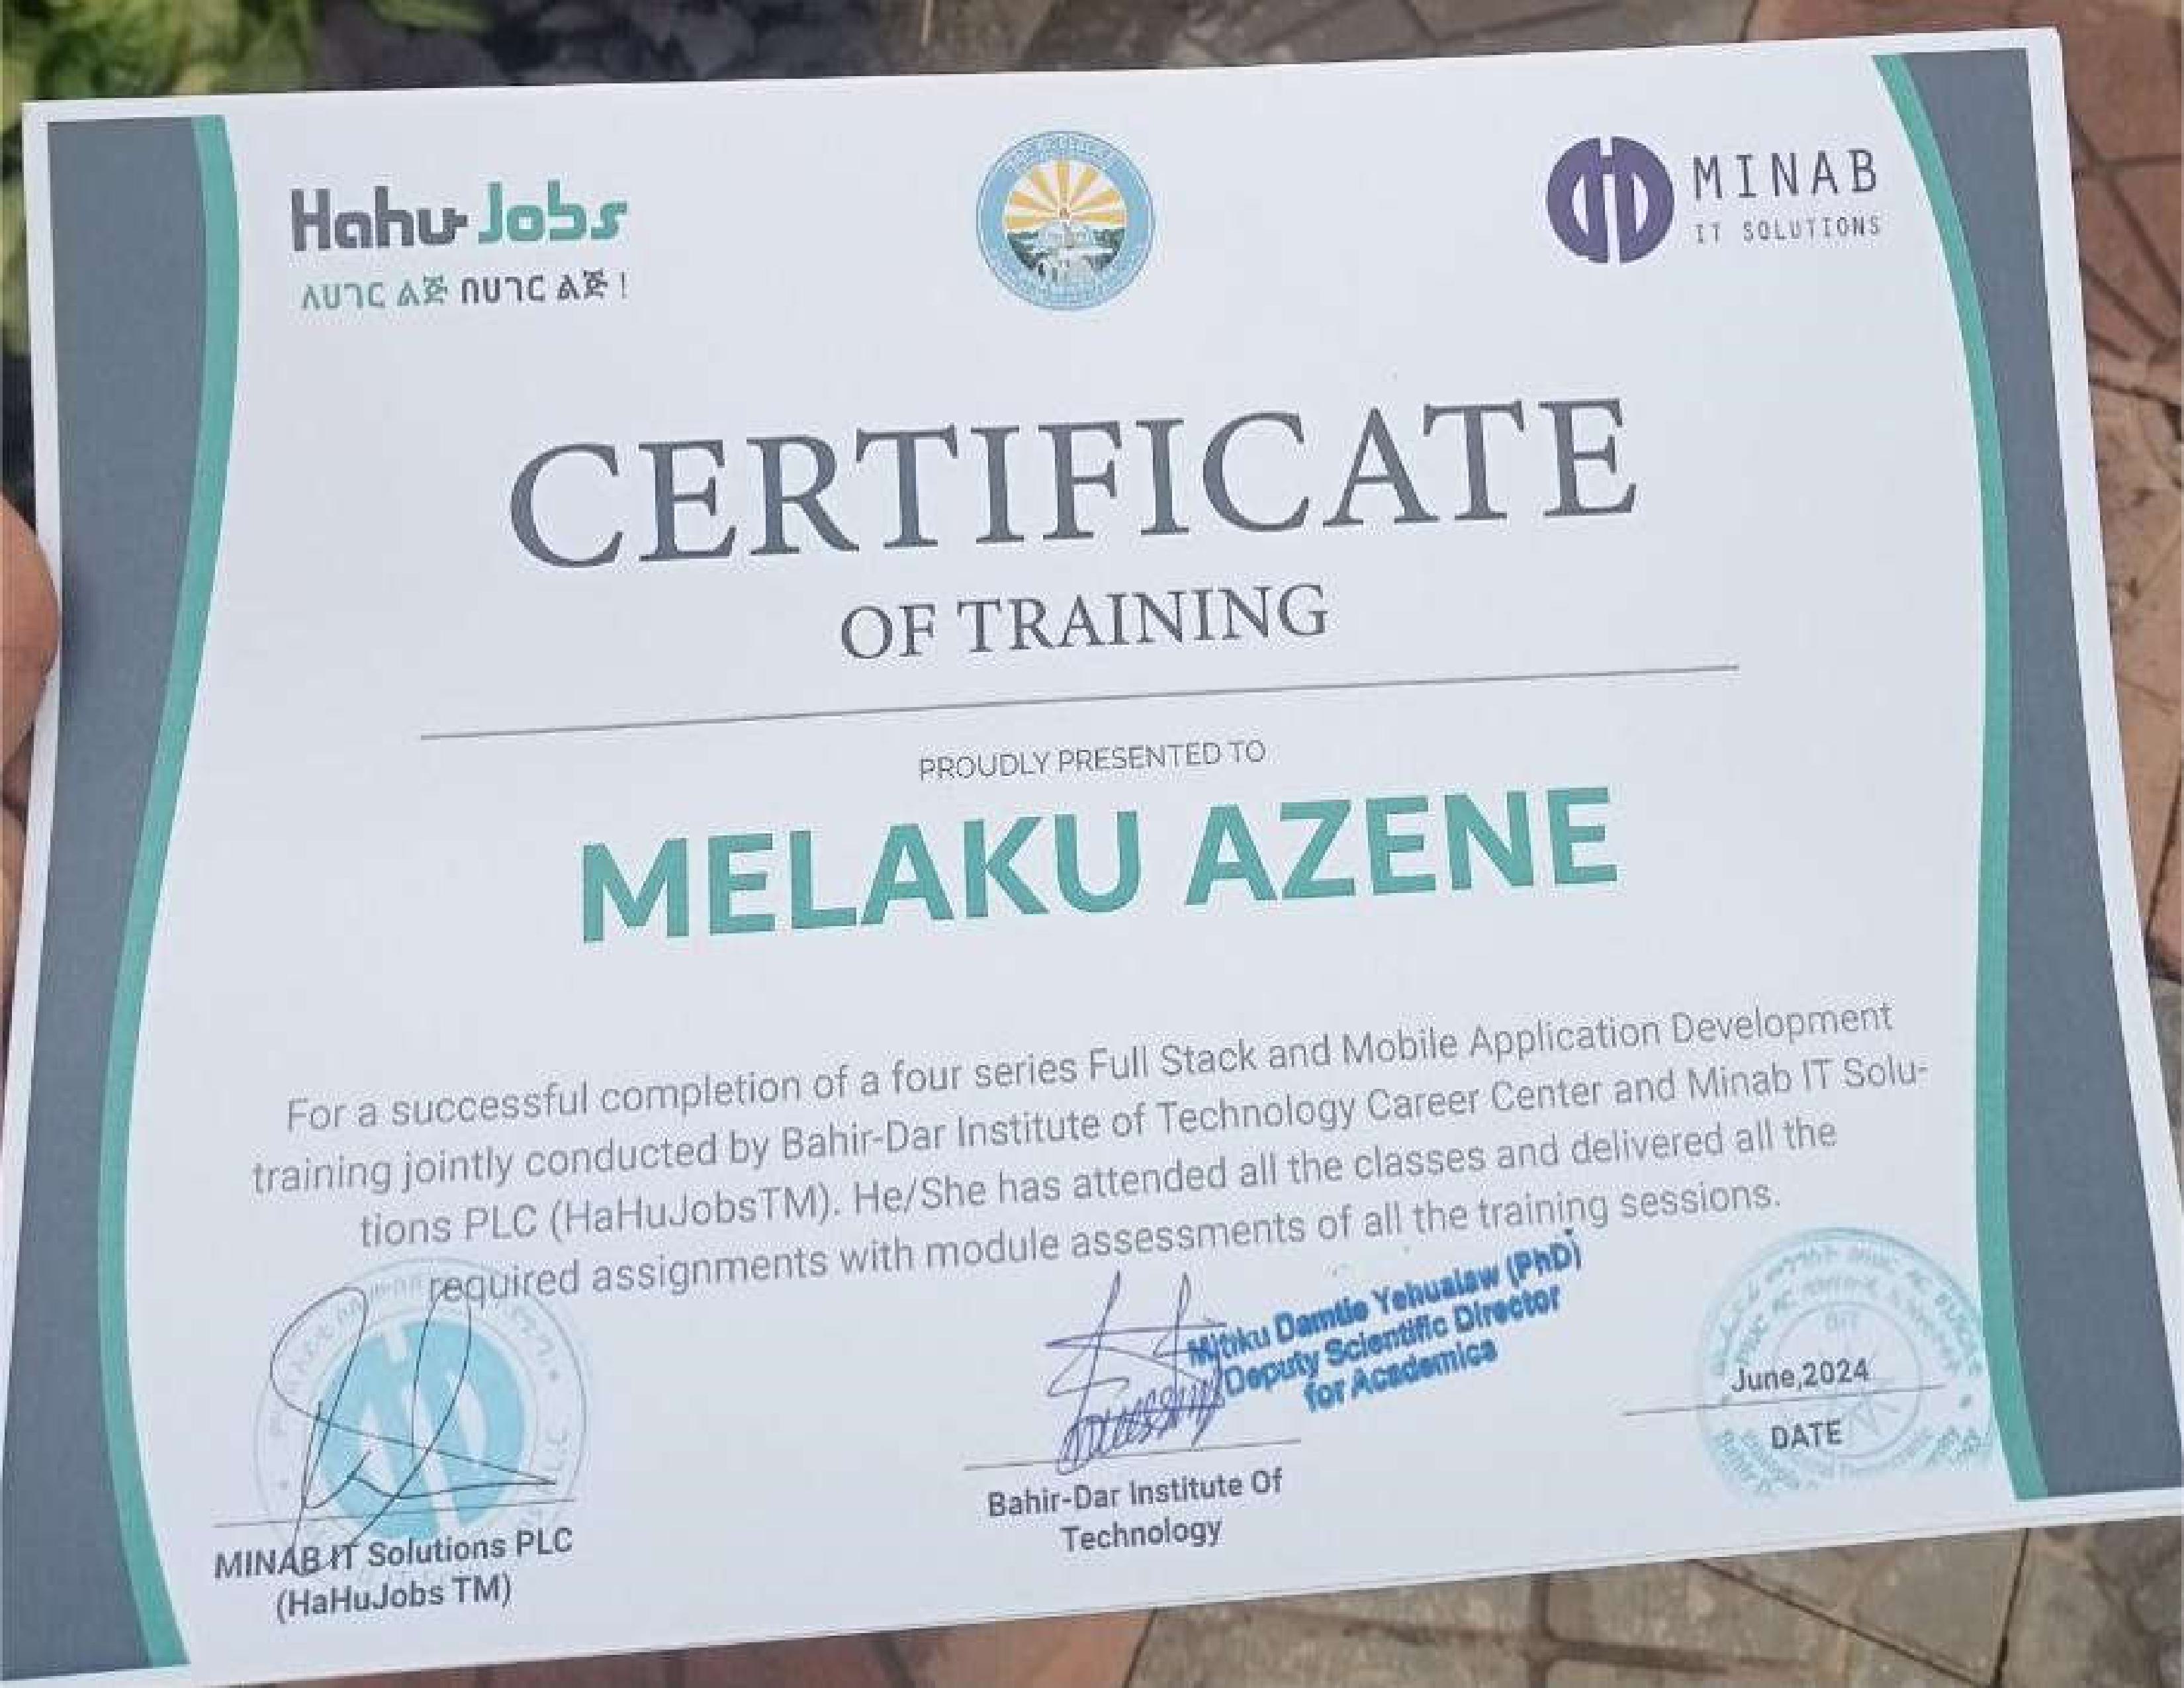 Hahu Jobs
ለሀገር ልጅ በሀገር ልጅ !
MINAB
IT SOLUTIONS
CERTIFICATE
OF TRAINING
PROUDLY PRESENTED TO
MELAKU AZENE
For a successful completion of a four series Full Stack and Mobile Application Development
training jointly conducted by Bahir-Dar Institute of Technology Career Center and Minab IT Solu-
tions PLC (HaHuJobsTM). He/She has attended all the classes and delivered all the
required assignments with module assessments of all the training sessions.
Mitiku Damtie Yehualaw (PhD)
Deputy Scientific Director
for Academics
June,2024
DATE
Bahir-Dar Institute Of
Technology
MINAB IT Solutions PLC
(HaHuJobs TM)